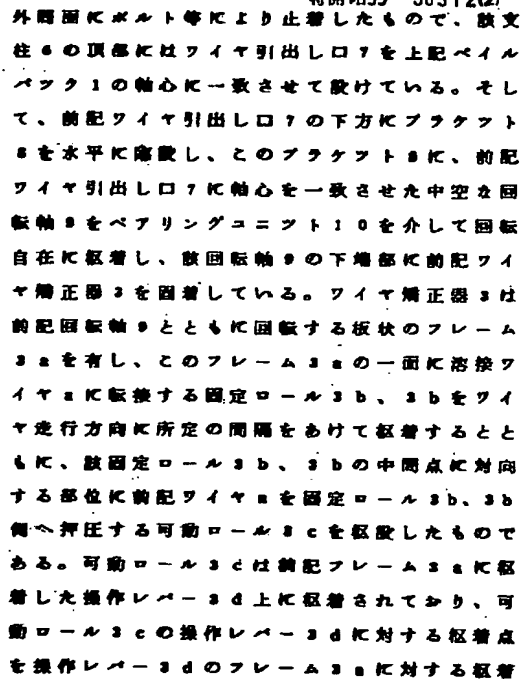 特開昭55- 50312(2)
外周面にボルト等により止着したもので、該支
柱6の頂部にはワイヤ引出し口7を上記ペイル
パック1の軸心に一致させて設けている。そし
て、前記ワイヤ引出し口7の下方にブラケット
8を水平に突設し、このブラケット8に、前記
ワイヤ引出し口7に軸心を一致させた中空な回
転軸9をベアリングユニット10を介して回転
自在に枢着し、該回転軸9の下端部に前記ワイ
ヤ矯正器3を固着している。ワイヤ矯正器3は
前記回転軸9とともに回転する板状のフレーム
3aを有し、このフレーム3aの一面に溶接ワ
イヤaに転接する固定ロール3b、3bをワイ
ヤ走行方向に所定の間隔をあけて枢着するとと
もに、該固定ロール3b、3bの中間点に対向
する部位に前記ワイヤaを固定ロール3b、3b
側へ押圧する可動ロール3cを枢設したもので
ある。可動ロール3cは前記フレーム3aに枢
着した操作レバー3d上に枢着されており、可
動ロール3cの操作レバー3dに対する枢着点
を操作レバー3dのフレーム3aに対する枢着